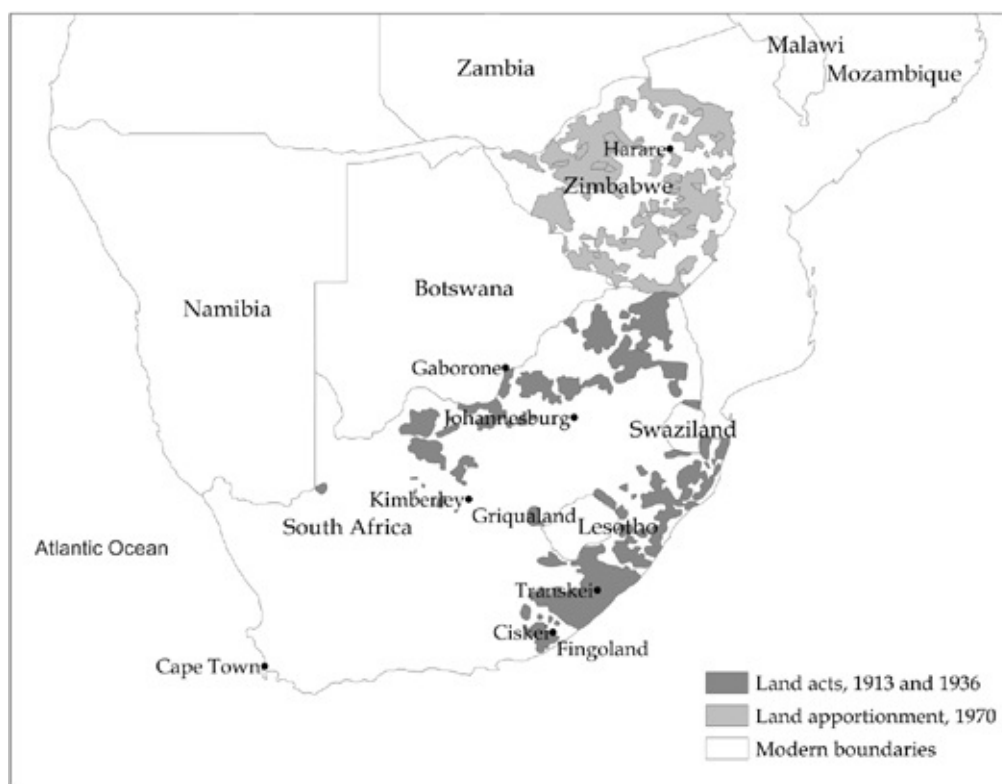 Malawi
Zambia
Mozambique
Harare
Zimbabwe
Botswana
Namibia
Gaborone
Johannesburg
Swaziland
Kimberley
Griqualand
South Africa
Lesotho
Atlantic Ocean
Transkei
Ciskei
Fingoland
Cape Town
Land acts, 1913 and 1936
Land apportionment, 1970
Modern boundaries